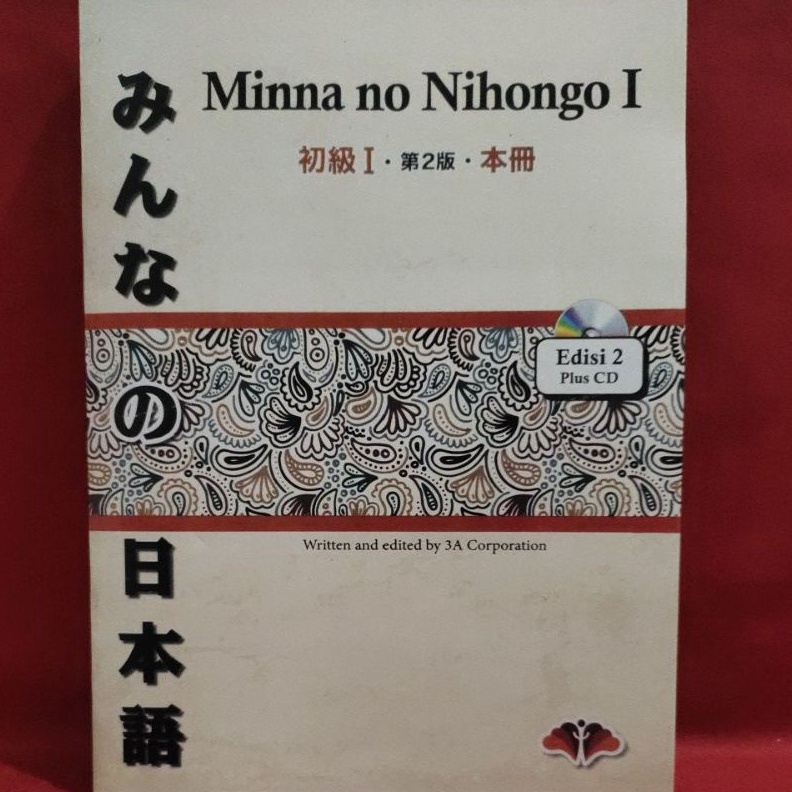 みんなの日本語
Minna no Nihongo I
初級 I・第2版・本冊
Edisi 2
Plus CD
Written and edited by 3A Corporation